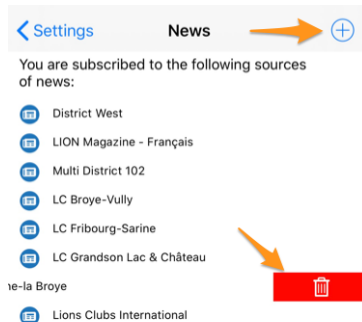 Settings
News
You are subscribed to the following sources
of news:
District West
LION Magazine - Français
Multi District 102
LC Broye-Vully
LC Fribourg-Sarine
LC Grandson Lac & Château
ne-la Broye
Lions Clubs International